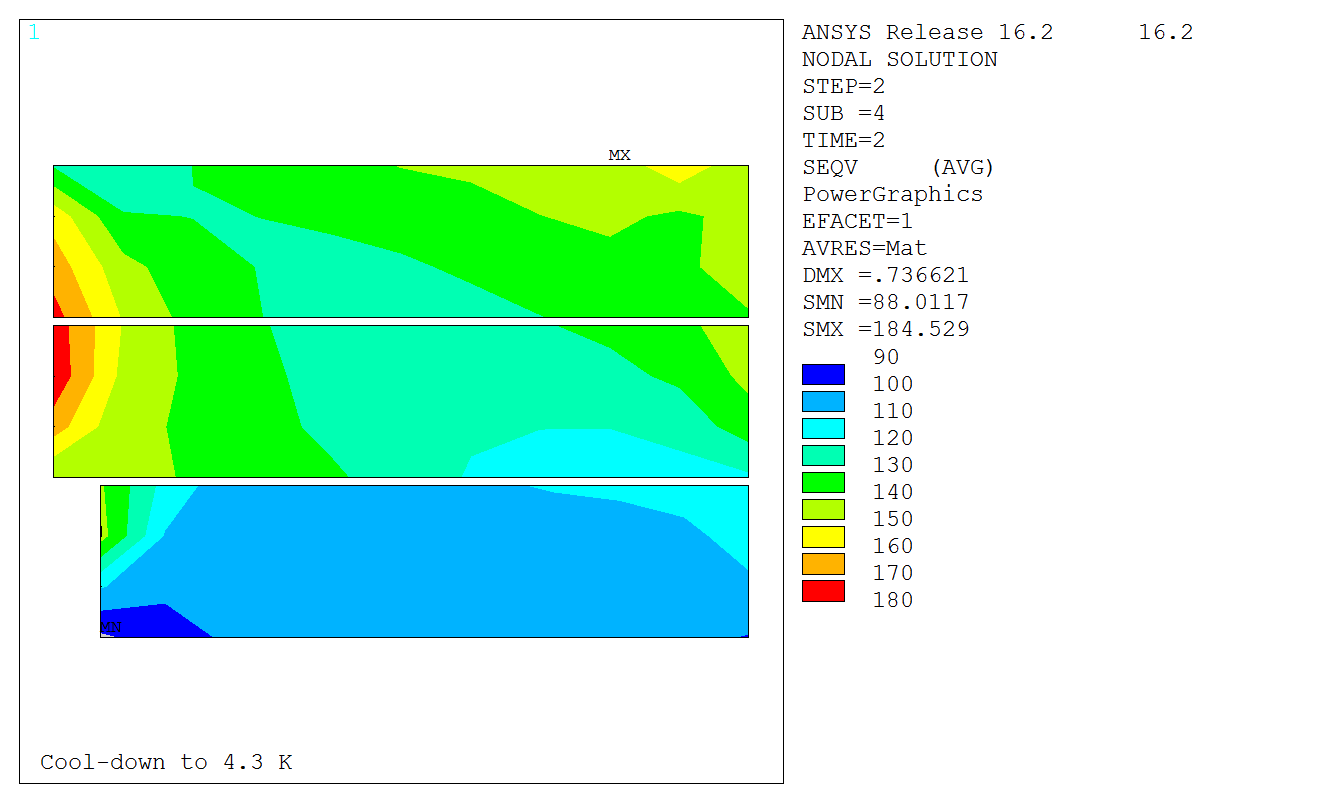 1
ANSYS Release 16.2 16.2
NODAL SOLUTION
STEP=2
SUB =4
TIME=2
SEQV (AVG)
PowerGraphics
EFACET=1
AVRES=Mat
DMX =.736621
SMN =88.0117
SMX =184.529
90
100
110
120
130
140
150
160
170
180
MX
MN
Cool-down to 4.3 K